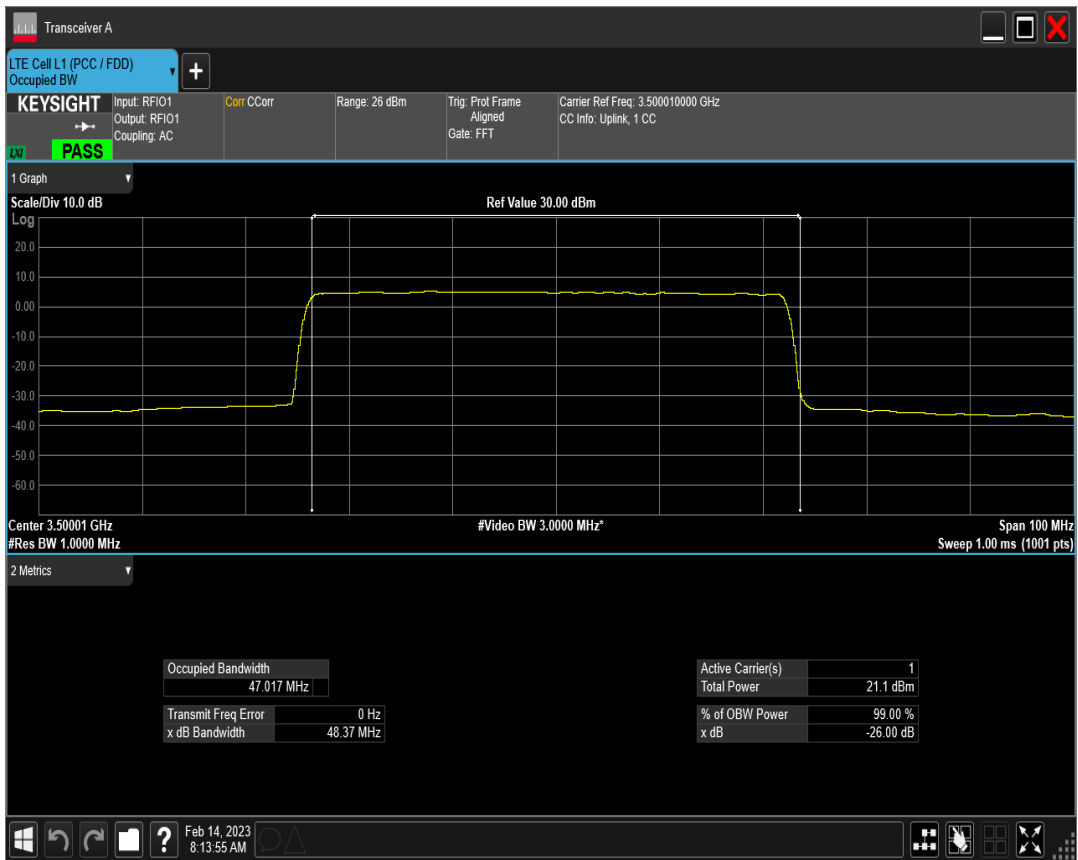 Transceiver A
LTE Cell L1 (PCC / FDD)
Occupied BW
+
KEYSIGHT
LXI
PASS
Input: RFIO1
Output: RFIO1
Coupling: AC
Corr CCorr
Range: 26 dBm
Trig: Prot Frame
Aligned
Gate: FFT
Carrier Ref Freq: 3.500010000 GHz
CC Info: Uplink, 1 CC
1 Graph
Scale/Div 10.0 dB
Ref Value 30.00 dBm
Log
20.0
10.0
0.00
-10.0
-20.0
-30.0
-40.0
-50.0
-60.0
Center 3.50001 GHz
#Video BW 3.0000 MHz*
Span 100 MHz
#Res BW 1.0000 MHz
Sweep 1.00 ms (1001 pts)
2 Metrics
Occupied Bandwidth
47.017 MHz
Transmit Freq Error 0 Hz
x dB Bandwidth 48.37 MHz
Active Carrier(s) 1
Total Power 21.1 dBm
% of OBW Power 99.00 %
x dB -26.00 dB
?
Feb 14, 2023
8:13:55 AM